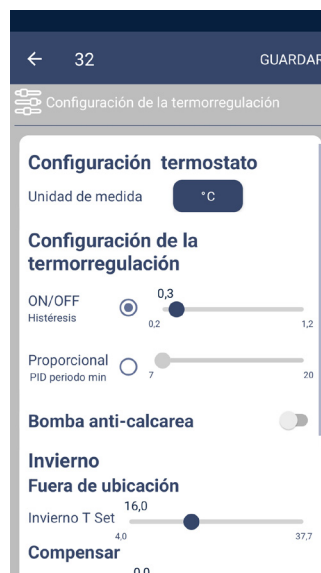 32 GUARDAR
Configuración de la termorregulación
Configuración termostato
Unidad de medida °C
Configuración de la
termorregulación
0,3
ON/OFF
Histéresis
0,2 1,2
Proporcional
PID periodo min
7 20
Bomba anti-calcarea
Invierno
Fuera de ubicación
16,0
Invierno T Set
4,0 37,7
Compensar
0,0